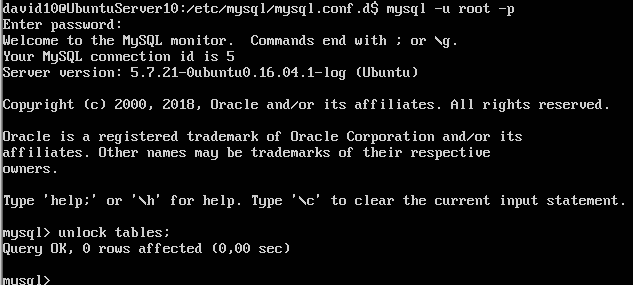 david10@UbuntuServer10:/etc/mysql/mysql.conf.d$ mysql -u root -p
Enter password:
Welcome to the MySQL monitor.  Commands end with ; or \g.
Your MySQL connection id is 5
Server version: 5.7.21-0ubuntu0.16.04.1-log (Ubuntu)

Copyright (c) 2000, 2018, Oracle and/or its affiliates. All rights reserved.

Oracle is a registered trademark of Oracle Corporation and/or its
affiliates. Other names may be trademarks of their respective
owners.

Type 'help;' or '\h' for help. Type '\c' to clear the current input statement.

mysql> unlock tables;
Query OK, 0 rows affected (0,00 sec)

mysql>